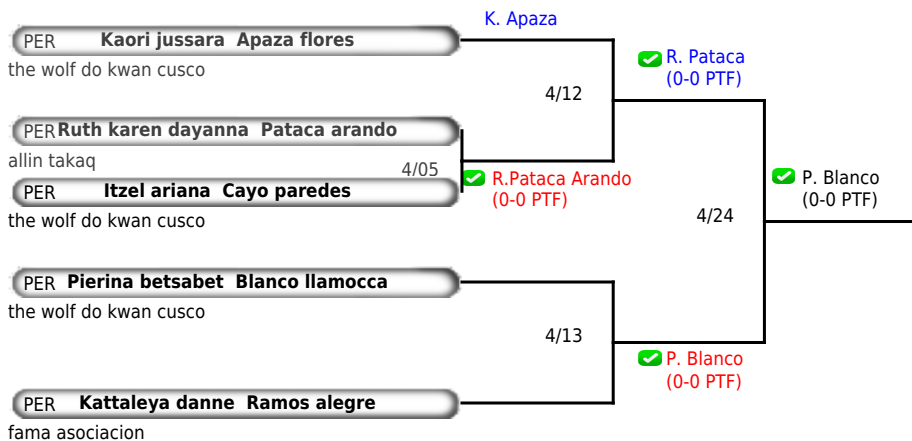 K. Apaza
PER Kaori jussara Apaza flores
the wolf do kwan cusco
R. Pataca
(0-0 PTF)
4/12
PER Ruth karen dayanna Pataca arando
allin takaq
4/05
R.Pataca Arando
(0-0 PTF)
PER Itzel ariana Cayo paredes
the wolf do kwan cusco
P. Blanco
(0-0 PTF)
4/24
PER Pierina betsabet Blanco llamocca
the wolf do kwan cusco
4/13
P. Blanco
(0-0 PTF)
PER Kattaleya danne Ramos alegre
fama asociacion